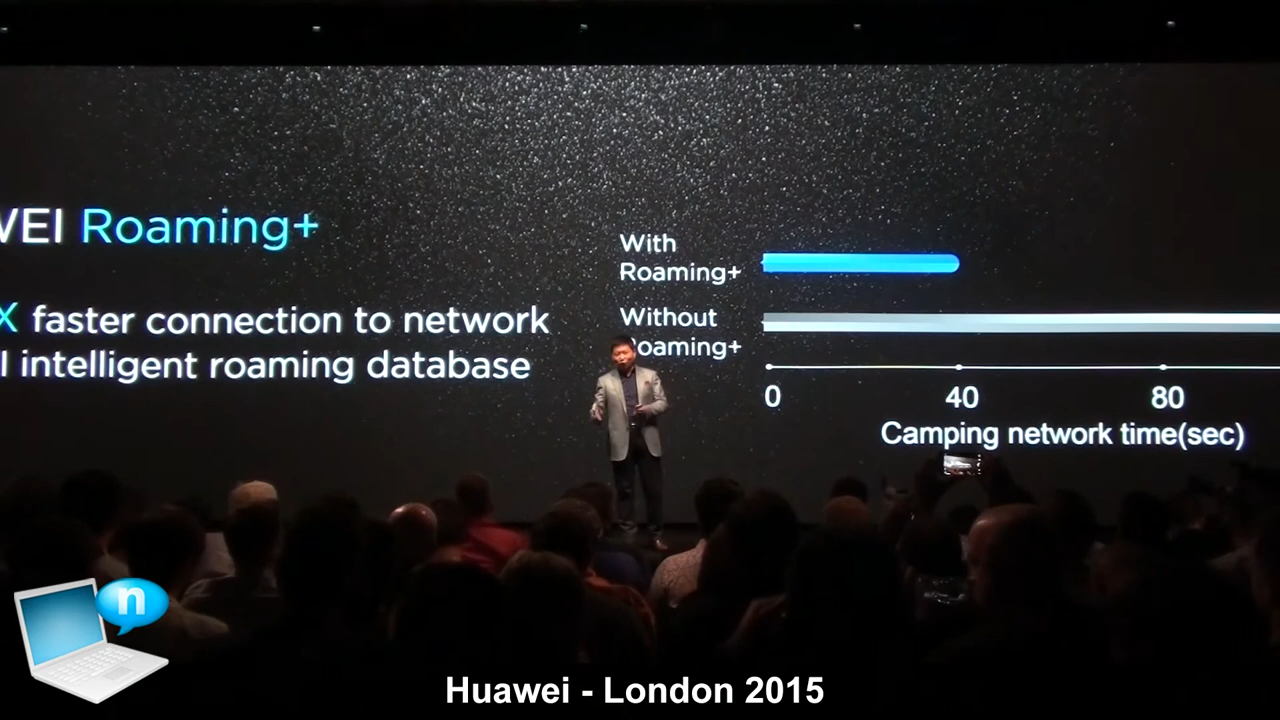 WEI Roaming+
X faster connection to network
I intelligent roaming database
With
Roaming+
Without
Roaming+
0 40 80
Camping network time(sec)
n
Huawei - London 2015